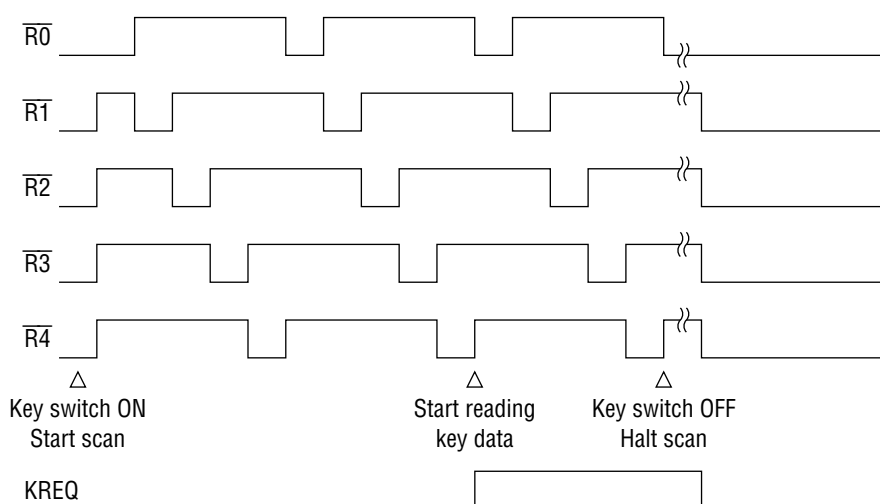 R0
R1
R2
R3
R4
Key switch ON
Start scan
Start reading
key data
Key switch OFF
Halt scan
KREQ